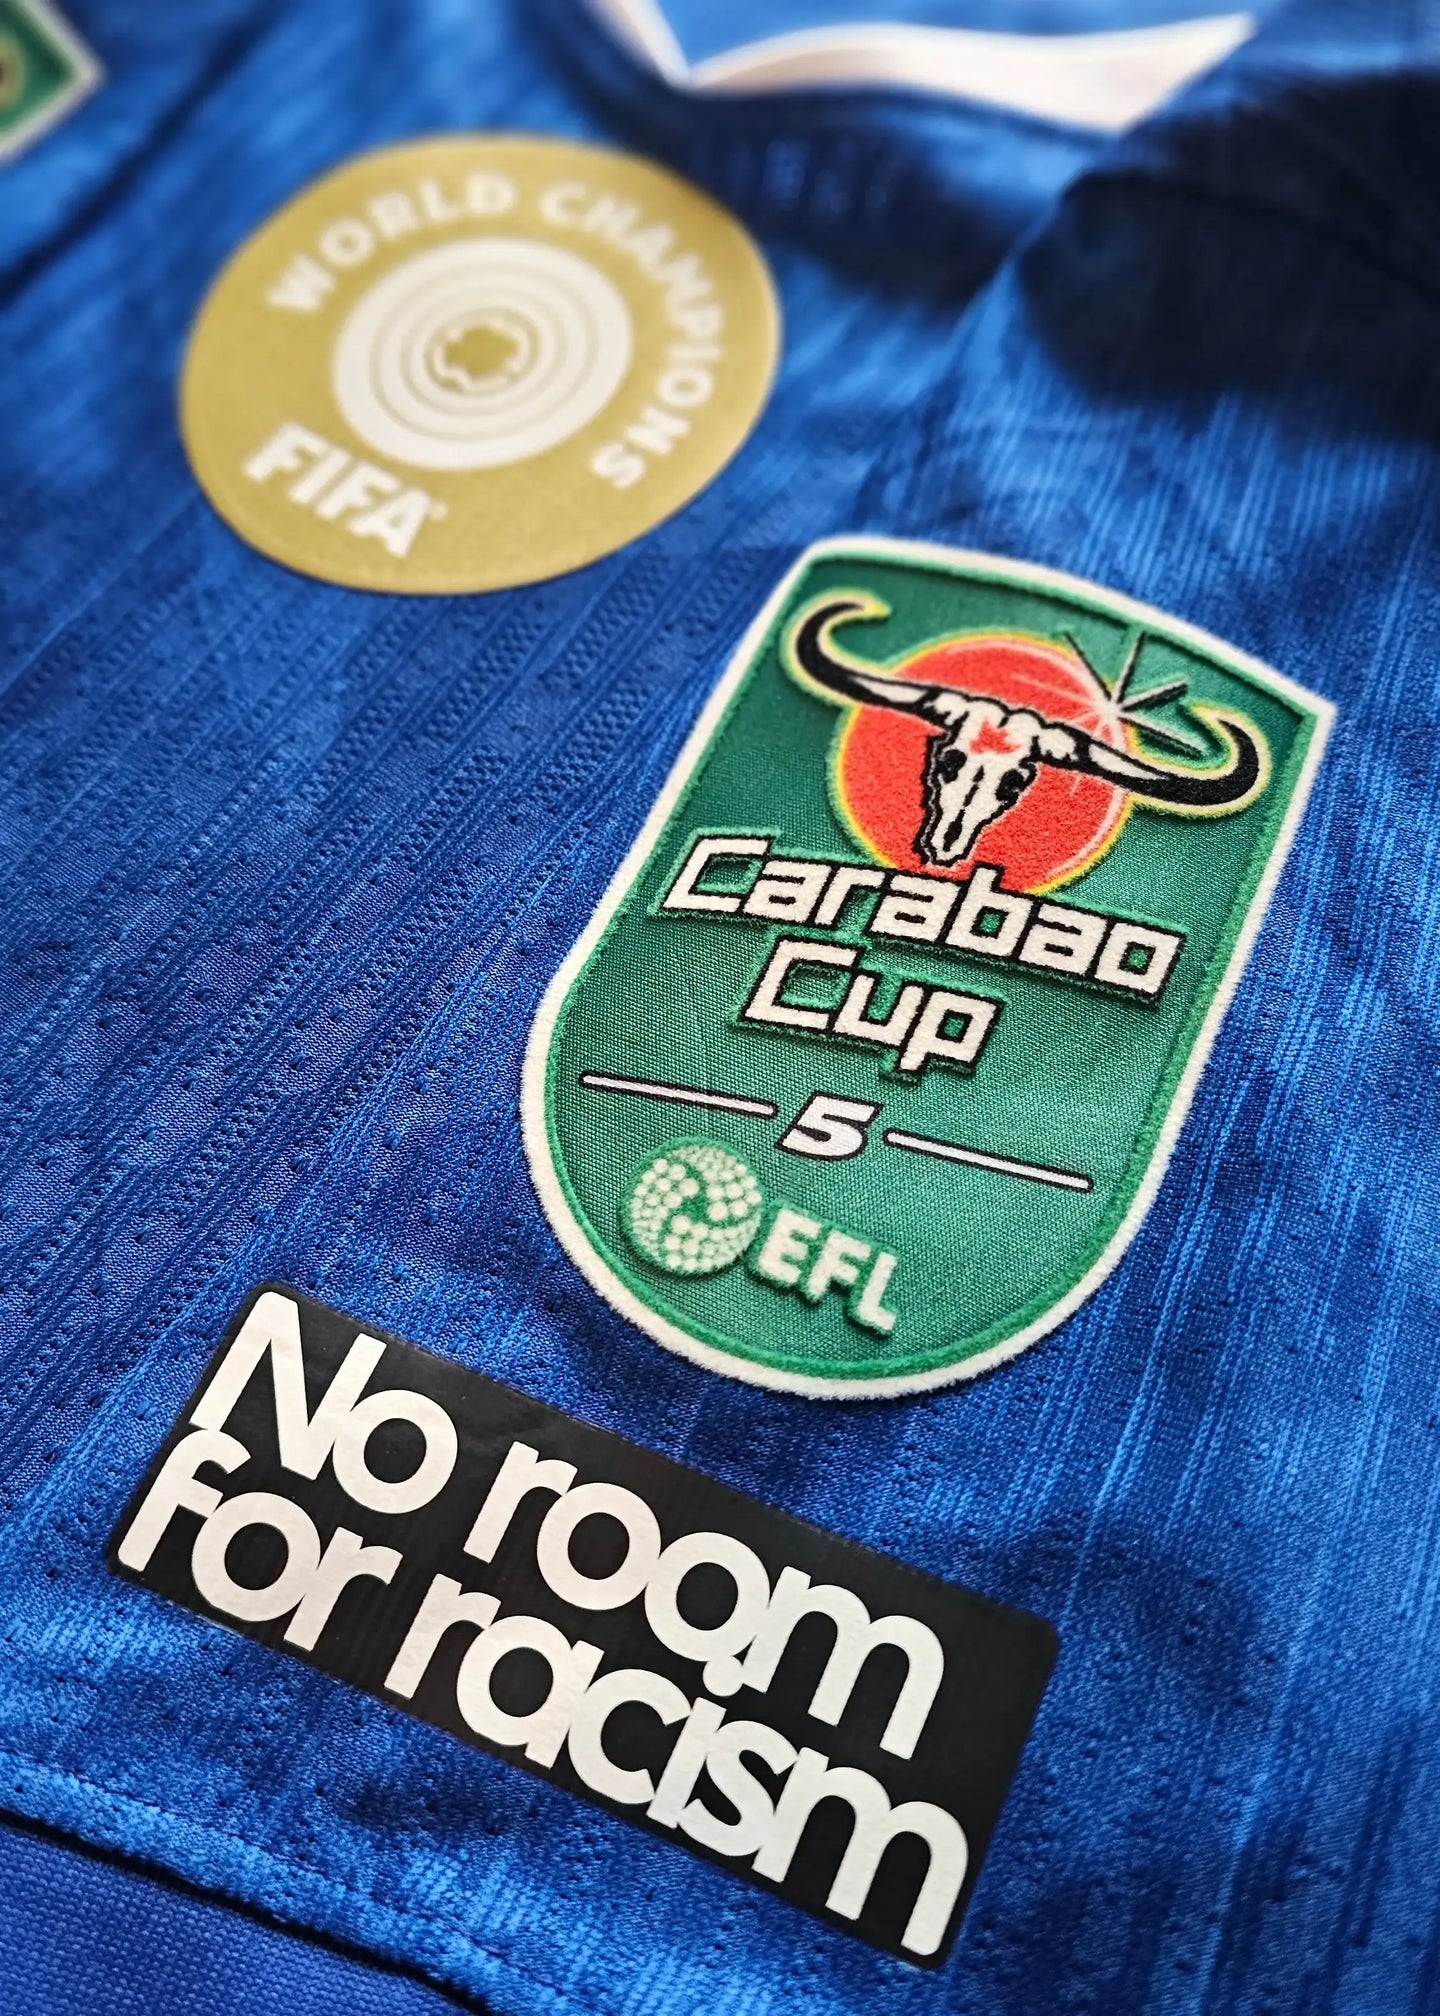 WORLD CHAMPIONS
FIFA
Carabao
Cup
5
EFL
No room
for racism